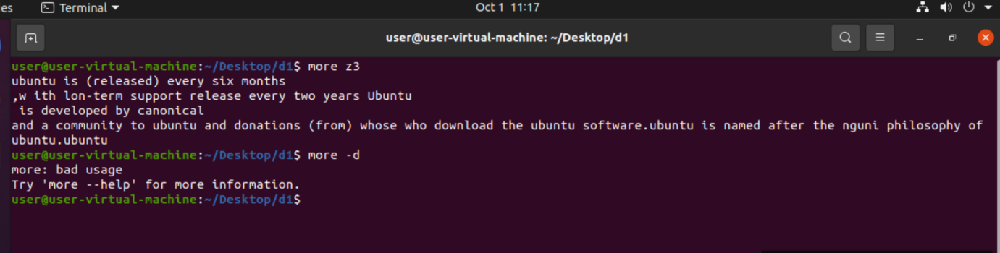 es Terminal Oct 1 11:17
user@user-virtual-machine: ~/Desktop/d1
user@user-virtual-machine:~/Desktop/d1$ more z3
ubuntu is (released) every six months
,w ith lon-term support release every two years Ubuntu
 is developed by canonical
and a community to ubuntu and donations (from) whose who download the ubuntu software.ubuntu is named after the nguni philosophy of
ubuntu.ubuntu
user@user-virtual-machine:~/Desktop/d1$ more -d
more: bad usage
Try 'more --help' for more information.
user@user-virtual-machine:~/Desktop/d1$